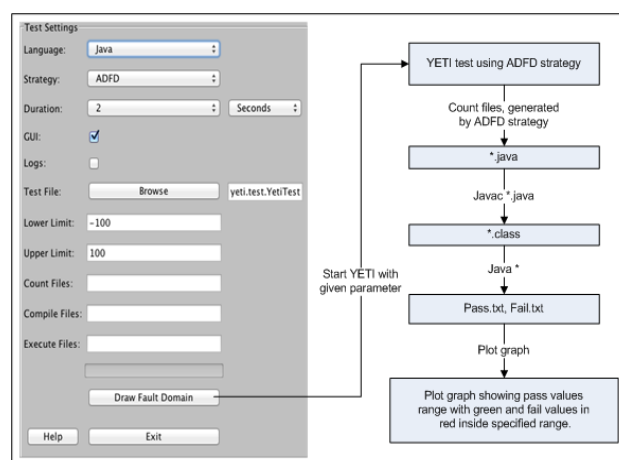 Test Settings
Language: Java
Strategy: ADFD
Duration: 2 Seconds
GUI:
Logs:
Test File: Browse yeti.test.YetiTest
Lower Limit: -100
Upper Limit: 100
Count Files:
Compile Files:
Execute Files:
Draw Fault Domain
Help Exit
Start YETI with
given parameter
YETI test using ADFD strategy
Count files, generated
by ADFD strategy
*.java
Javac *.java
*.class
Java *
Pass.txt, Fail.txt
Plot graph
Plot graph showing pass values
range with green and fail values in
red inside specified range.